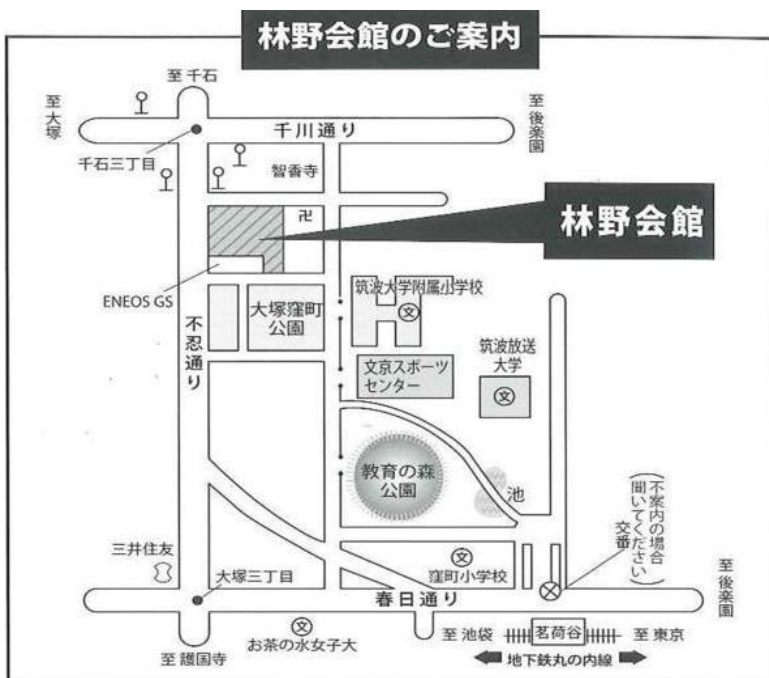 林野会館のご案内
至千石
至大塚
千川通り
至後楽園
千石三丁目
智香寺
卍
林野会館
ENEOS GS
大塚窪町
公園
筑波大学附属小学校
文
不忍通り
文京スポーツ
センター
筑波放送
大学
文
教育の森
公園
池
(不案内の場合
聞いてください)
交番
三井住友
大塚三丁目
文
窪町小学校
至後楽園
春日通り
文
お茶の水女子大
至護国寺
至池袋
茗荷谷
至東京
地下鉄丸の内線